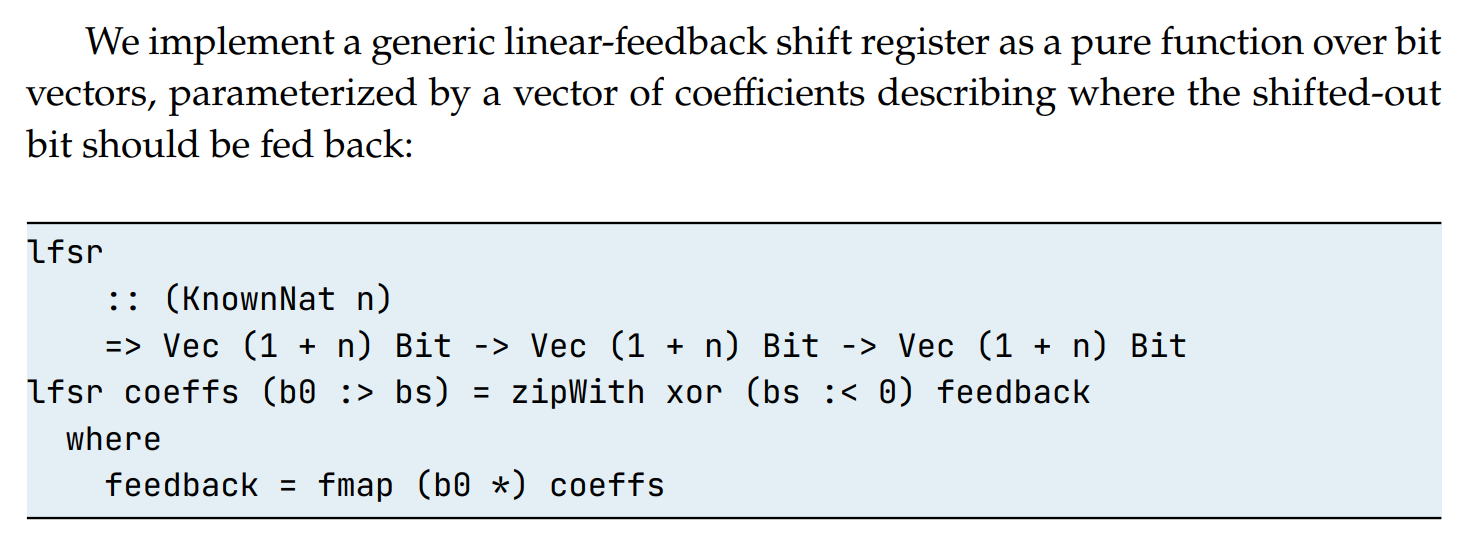 We implement a generic linear-feedback shift register as a pure function over bit
vectors, parameterized by a vector of coefficients describing where the shifted-out
bit should be fed back:
lfsr
    :: (KnownNat n)
    => Vec (1 + n) Bit -> Vec (1 + n) Bit -> Vec (1 + n) Bit
lfsr coeffs (b0 :> bs) = zipWith xor (bs :< 0) feedback
  where
    feedback = fmap (b0 *) coeffs